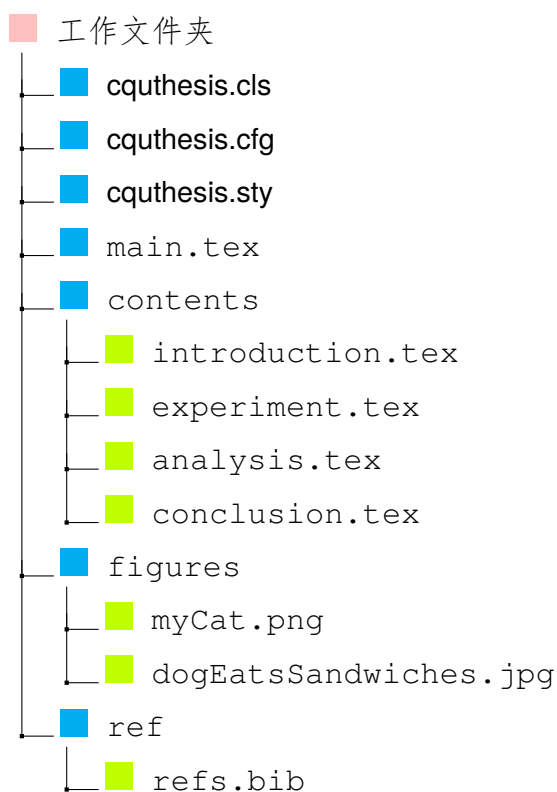 工作文件夹
cquthesis.cls
cquthesis.cfg
cquthesis.sty
main.tex
contents
introduction.tex
experiment.tex
analysis.tex
conclusion.tex
figures
myCat.png
dogEatsSandwiches.jpg
ref
refs.bib